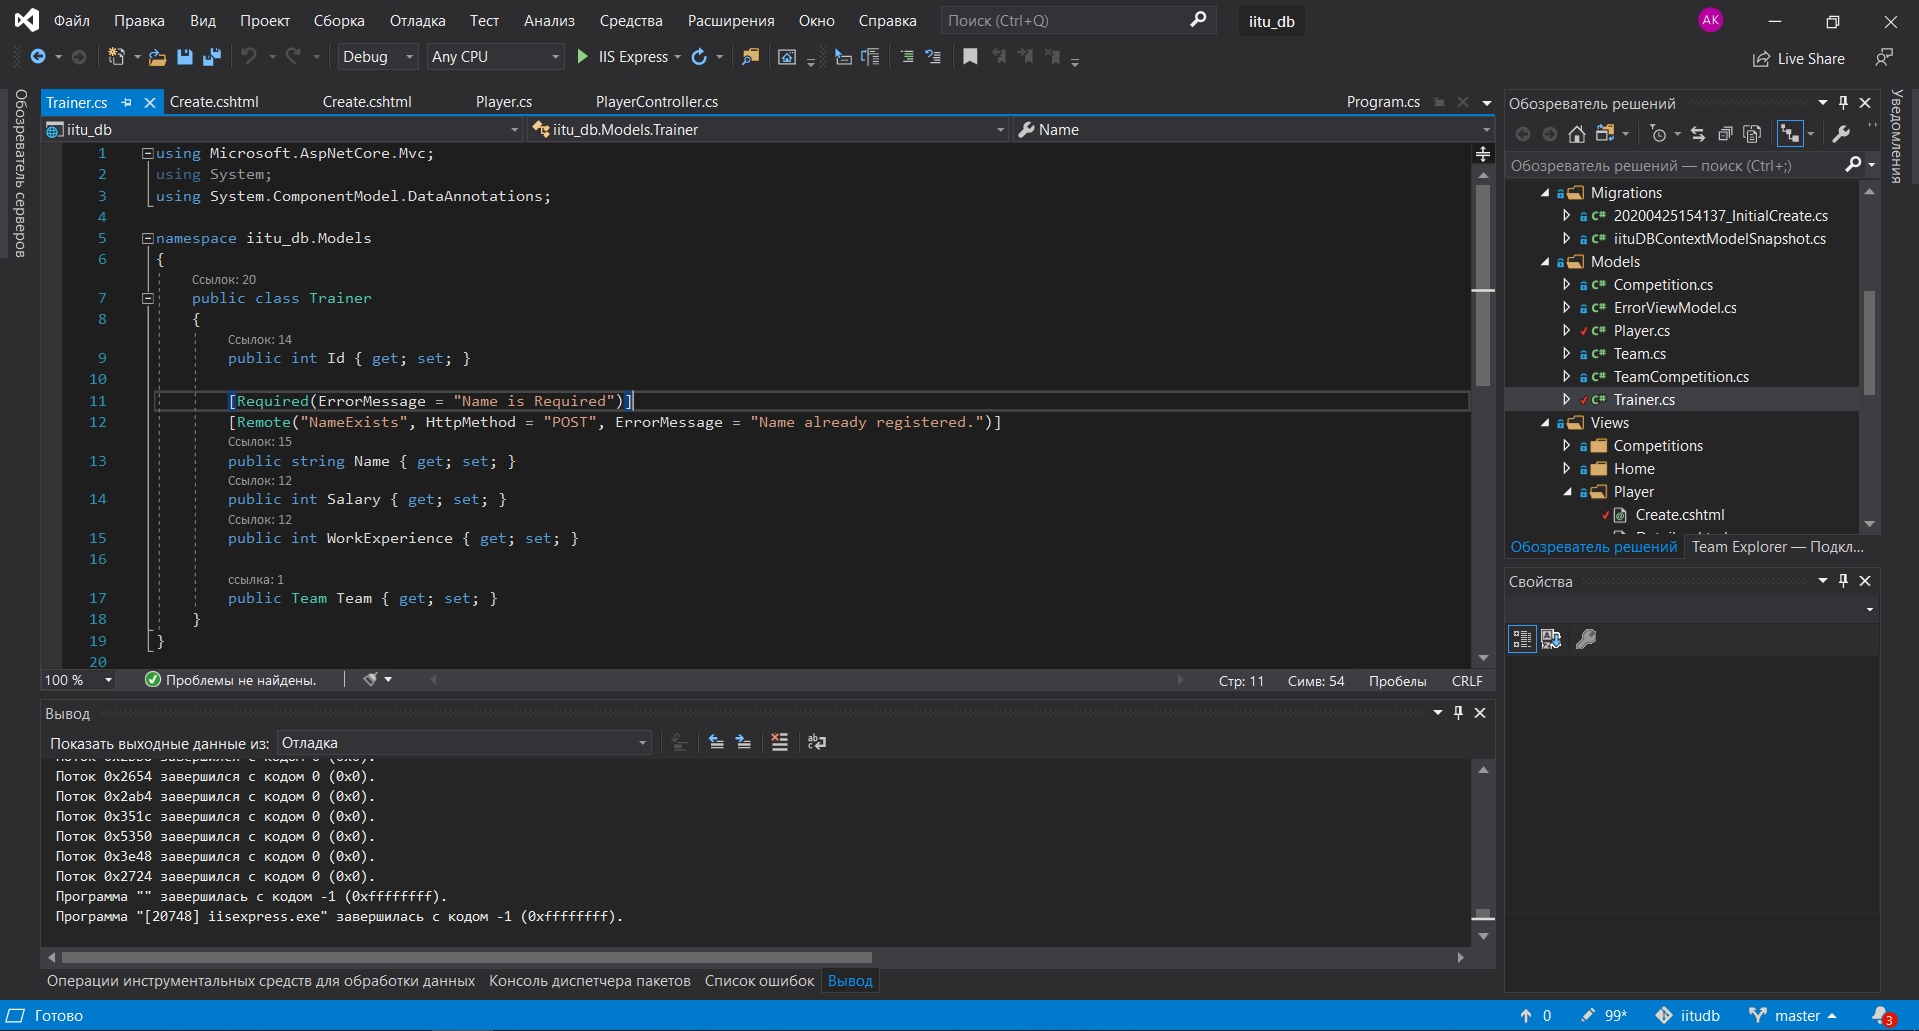 Файл Правка Вид Проект Сборка Отладка Тест Анализ Средства Расширения Окно Справка Поиск (Ctrl+Q) iitu_db AK
Debug Any CPU IIS Express Live Share
Обозреватель серверов
Trainer.cs Create.cshtml Create.cshtml Player.cs PlayerController.cs Program.cs
iitu_db iitu_db.Models.Trainer Name
1 using Microsoft.AspNetCore.Mvc;
2 using System;
3 using System.ComponentModel.DataAnnotations;
4
5 namespace iitu_db.Models
6 {
Ссылок: 20
7 public class Trainer
8 {
Ссылок: 14
9 public int Id { get; set; }
10
11 [Required(ErrorMessage = "Name is Required")]
12 [Remote("NameExists", HttpMethod = "POST", ErrorMessage = "Name already registered.")]
Ссылок: 15
13 public string Name { get; set; }
Ссылок: 12
14 public int Salary { get; set; }
Ссылок: 12
15 public int WorkExperience { get; set; }
16
ссылка: 1
17 public Team Team { get; set; }
18 }
19 }
20
100 % Проблемы не найдены. Стр: 11 Симв: 54 Пробелы CRLF
Вывод
Показать выходные данные из: Отладка
Поток 0x2654 завершился с кодом 0 (0x0).
Поток 0x2ab4 завершился с кодом 0 (0x0).
Поток 0x351c завершился с кодом 0 (0x0).
Поток 0x5350 завершился с кодом 0 (0x0).
Поток 0x3e48 завершился с кодом 0 (0x0).
Поток 0x2724 завершился с кодом 0 (0x0).
Программа "" завершилась с кодом -1 (0xffffffff).
Программа "[20748] iisexpress.exe" завершилась с кодом -1 (0xffffffff).
Операции инструментальных средств для обработки данных Консоль диспетчера пакетов Список ошибок Вывод
Обозреватель решений
Обозреватель решений — поиск (Ctrl+;)
Migrations
C# 20200425154137_InitialCreate.cs
C# iituDBContextModelSnapshot.cs
Models
C# Competition.cs
C# ErrorViewModel.cs
C# Player.cs
C# Team.cs
C# TeamCompetition.cs
C# Trainer.cs
Views
Competitions
Home
Player
Create.cshtml
Обозреватель решений Team Explorer — Подкл...
Свойства
Уведомления
Готово 0 99* iitudb master 3